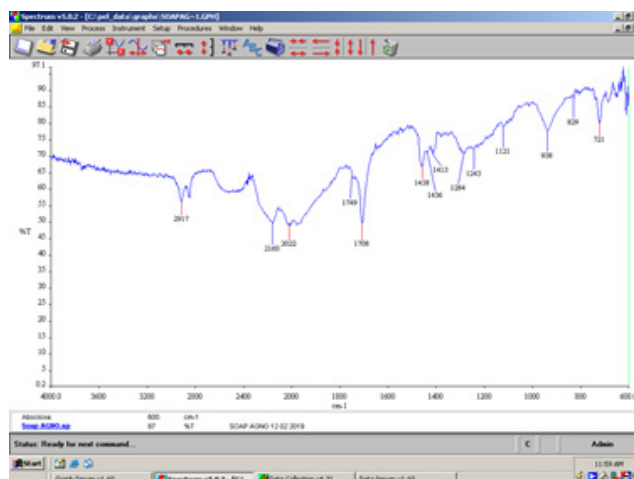 Spectrum v5.0.2 - [C:\pel_data\graphs\SOAPAG~1.GPH]
File Edit View Process Instrument Setup Procedures Window Help
97.1
90
85
80
75
70
65
60
55
%T
50
45
40
35
30
25
20
15
10
5
0.2
2917
2160
2022
1749
1708
1458
1436
1413
1284
1243
1121
938
829
721
4000.0 3600 3200 2800 2400 2000 1800 1600 1400 1200 1000 800 600.0
cm-1
Abscissa 600 cm-1
Soap AGNO.sp 87 %T SOAP AGNO 12 02 2019
Status: Ready for next command...
C
Admin
Start
11:59 AM